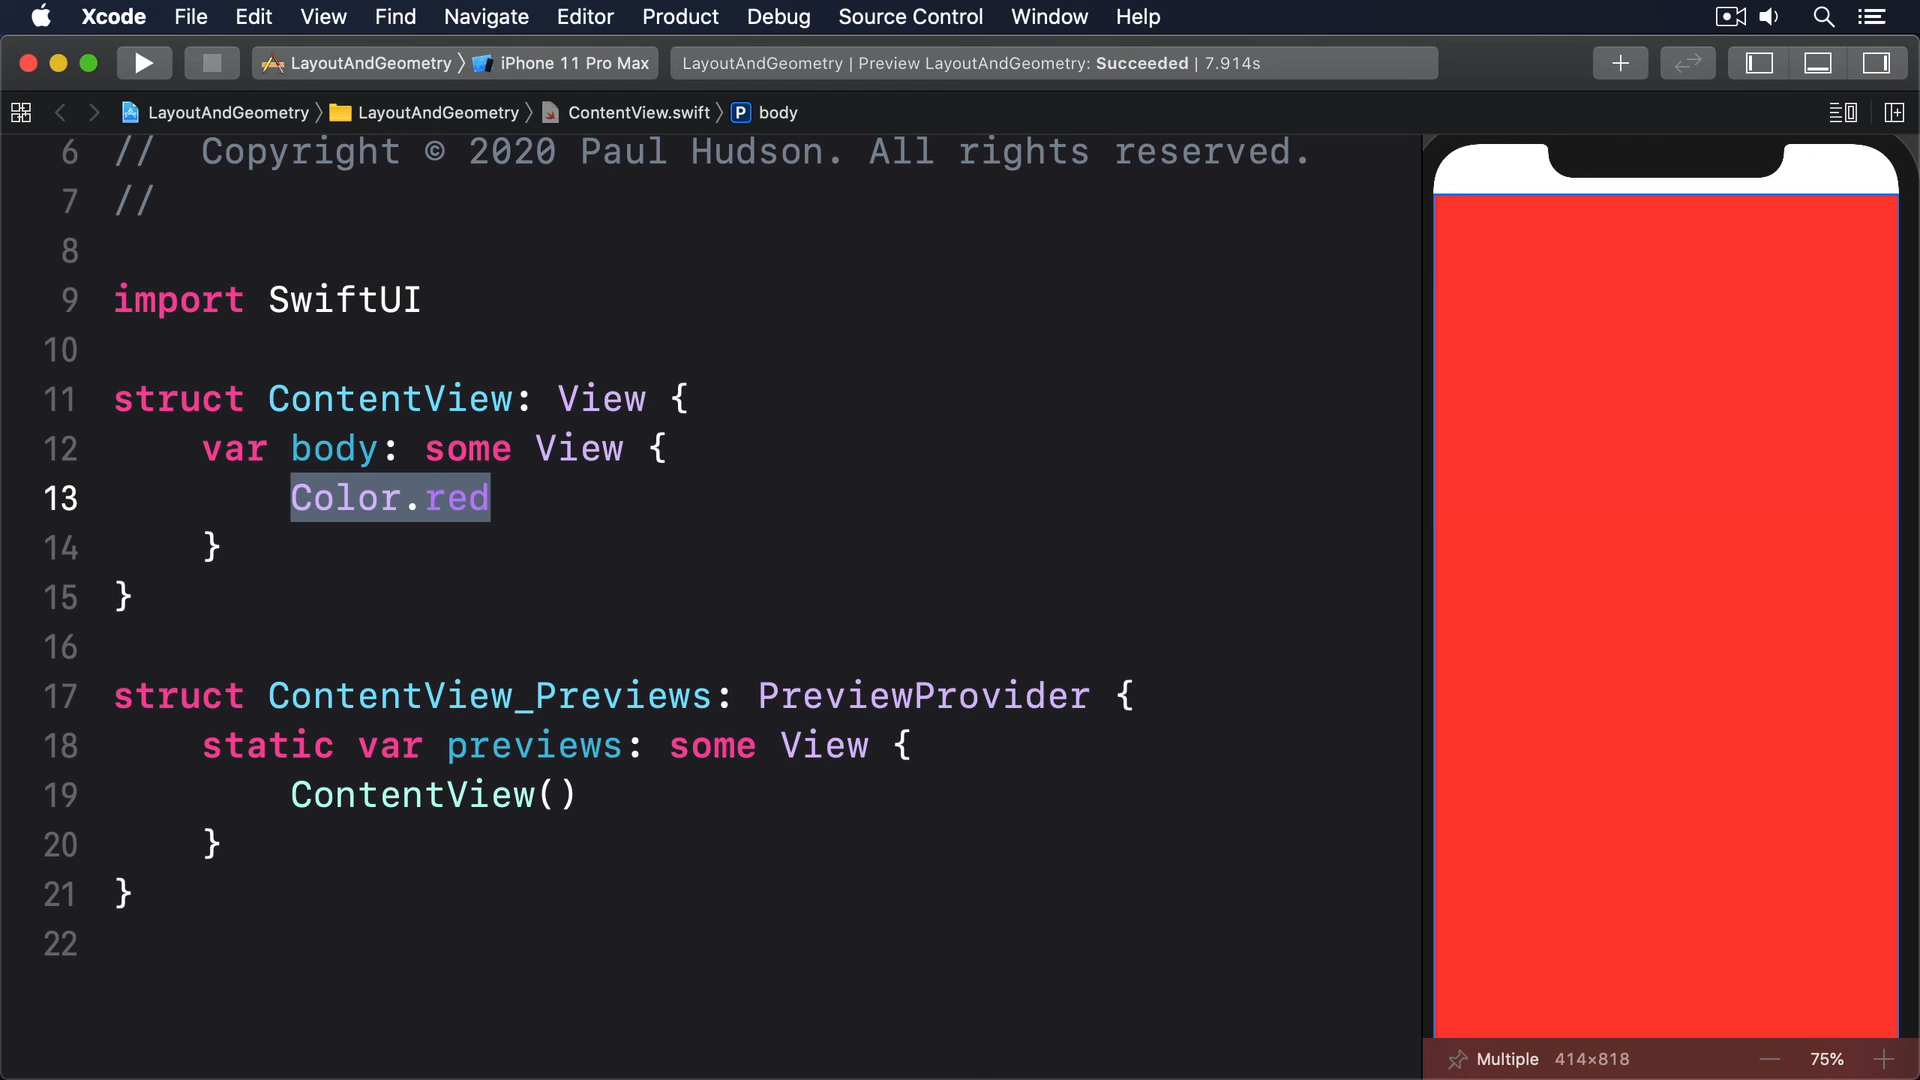 Xcode File Edit View Find Navigate Editor Product Debug Source Control Window Help
LayoutAndGeometry iPhone 11 Pro Max LayoutAndGeometry | Preview LayoutAndGeometry: Succeeded | 7.914s
LayoutAndGeometry LayoutAndGeometry ContentView.swift P body
6 //  Copyright © 2020 Paul Hudson. All rights reserved.
7 //
8
9 import SwiftUI
10
11 struct ContentView: View {
12     var body: some View {
13         Color.red
14     }
15 }
16
17 struct ContentView_Previews: PreviewProvider {
18     static var previews: some View {
19         ContentView()
20     }
21 }
22
Multiple 414×818 75%